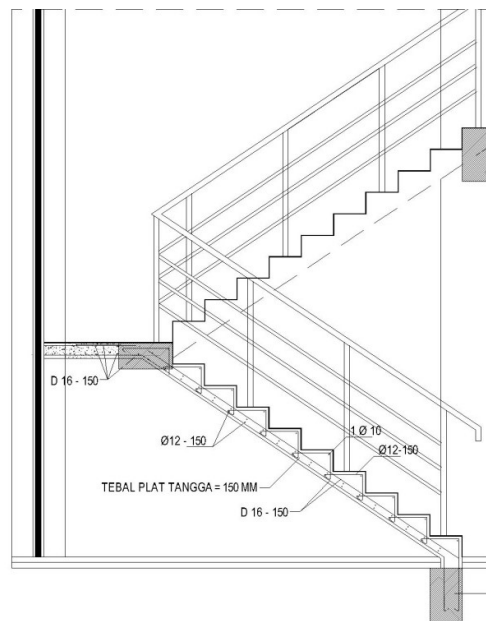 D 16 - 150
Ø12 - 150
1 Ø 10
Ø12-150
TEBAL PLAT TANGGA = 150 MM
D 16 - 150